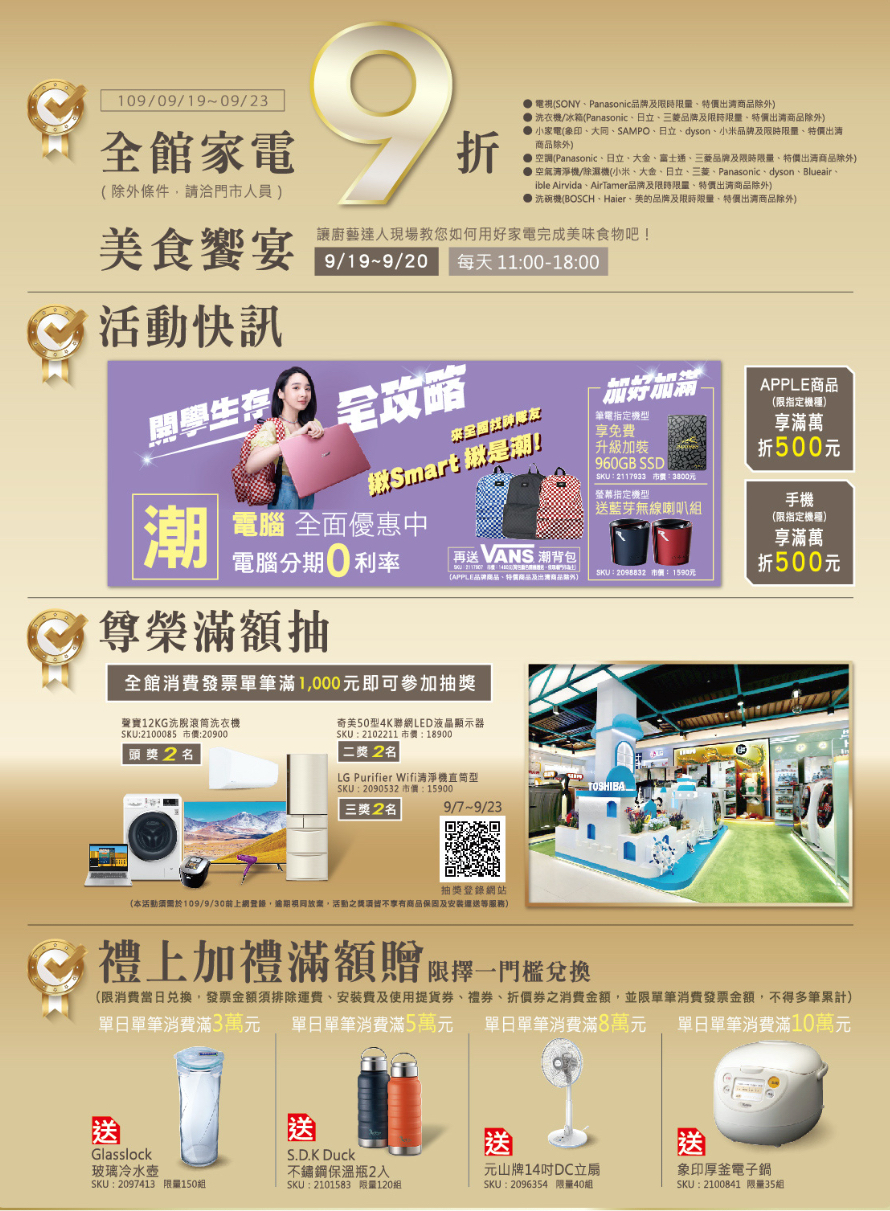 109/09/19~09/23
全館家電
9折
(除外條件，請洽門市人員)
●電視(SONY、Panasonic品牌及限時限量、特價出清商品除外)
●洗衣機/冰箱(Panasonic、日立、三菱品牌及限時限量、特價出清商品除外)
●小家電(象印、大同、SAMPO、日立、dyson、小米品牌及限時限量、特價出清
商品除外)
●空調(Panasonic、日立、大金、富士通、三菱品牌及限時限量、特價出清商品除外)
●空氣清淨機/除濕機(小米、大金、日立、三菱、Panasonic、dyson、Blueair、
ible Airvida、AirTamer品牌及限時限量、特價出清商品除外)
●洗碗機(BOSCH、Haier、美的品牌及限時限量、特價出清商品除外)
美食饗宴
讓廚藝達人現場教您如何用好家電完成美味食物吧！
9/19~9/20
每天 11:00-18:00
活動快訊
開學生存
全攻略
來全國找神隊友
揪Smart 揪是潮!
潮
電腦 全面優惠中
電腦分期0利率
再送VANS潮背包
(APPLE品牌商品、特價商品及出清商品除外)
加好加滿
筆電指定機型
享免費
升級加裝
960GB SSD
SKU：2117933 市價：3800元
螢幕指定機型
送藍芽無線喇叭組
SKU：2098832 市價：1590元
APPLE商品
(限指定機種)
享滿萬
折500元
手機
(限指定機種)
享滿萬
折500元
尊榮滿額抽
全館消費發票單筆滿1,000元即可參加抽獎
聲寶12KG洗脫滾筒洗衣機
SKU:2100085 市價:20900
頭獎2名
奇美50型4K聯網LED液晶顯示器
SKU：2102211 市價：18900
二獎2名
LG Purifier Wifi清淨機直筒型
SKU：2090532 市價：15900
三獎2名
9/7~9/23
抽獎登錄網站
TOSHIBA
(本活動須需於109/9/30前上網登錄，逾期視同放棄，活動之獎項皆不享有商品保固及安裝運送等服務)
禮上加禮滿額贈限擇一門檻兌換
(限消費當日兌換，發票金額須排除運費、安裝費及使用提貨券、禮券、折價券之消費金額，並限單筆消費發票金額，不得多筆累計)
單日單筆消費滿3萬元
送
Glasslock
玻璃冷水壺
SKU：2097413 限量150組
單日單筆消費滿5萬元
送
S.D.K Duck
不鏽鋼保溫瓶2入
SKU：2101583 限量120組
單日單筆消費滿8萬元
送
元山牌14吋DC立扇
SKU：2096354 限量40組
單日單筆消費滿10萬元
送
象印厚釜電子鍋
SKU：2100841 限量35組